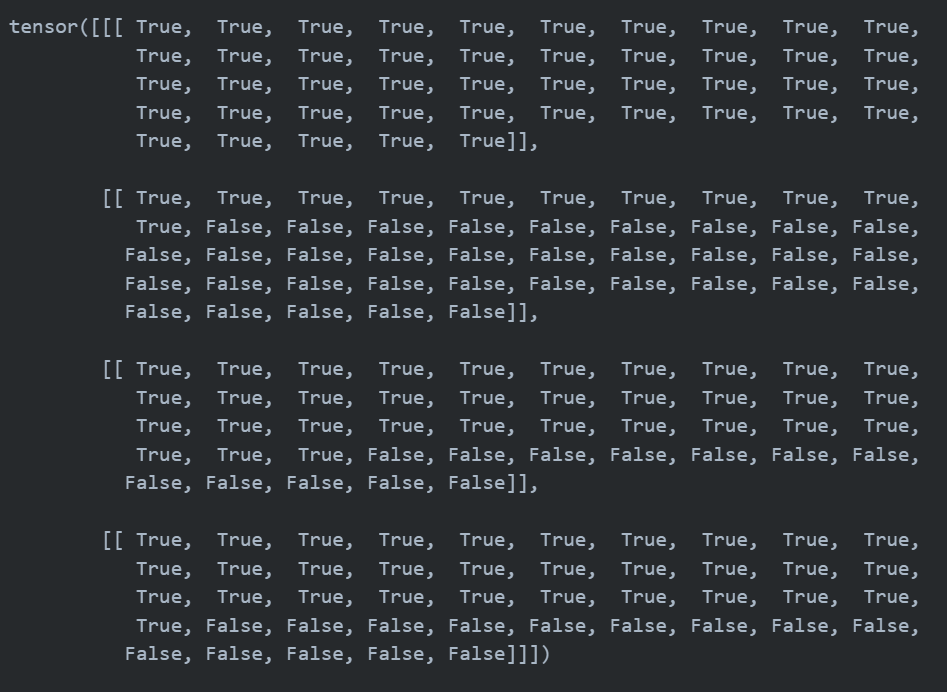 tensor([[[ True,  True,  True,  True,  True,  True,  True,  True,  True,  True,
           True,  True,  True,  True,  True,  True,  True,  True,  True,  True,
           True,  True,  True,  True,  True,  True,  True,  True,  True,  True,
           True,  True,  True,  True,  True,  True,  True,  True,  True,  True,
           True,  True,  True,  True,  True]],

        [[ True,  True,  True,  True,  True,  True,  True,  True,  True,  True,
           True, False, False, False, False, False, False, False, False, False,
          False, False, False, False, False, False, False, False, False, False,
          False, False, False, False, False, False, False, False, False, False,
          False, False, False, False, False]],

        [[ True,  True,  True,  True,  True,  True,  True,  True,  True,  True,
           True,  True,  True,  True,  True,  True,  True,  True,  True,  True,
           True,  True,  True,  True,  True,  True,  True,  True,  True,  True,
           True,  True,  True, False, False, False, False, False, False, False,
          False, False, False, False, False]],

        [[ True,  True,  True,  True,  True,  True,  True,  True,  True,  True,
           True,  True,  True,  True,  True,  True,  True,  True,  True,  True,
           True,  True,  True,  True,  True,  True,  True,  True,  True,  True,
           True, False, False, False, False, False, False, False, False, False,
          False, False, False, False, False]]])